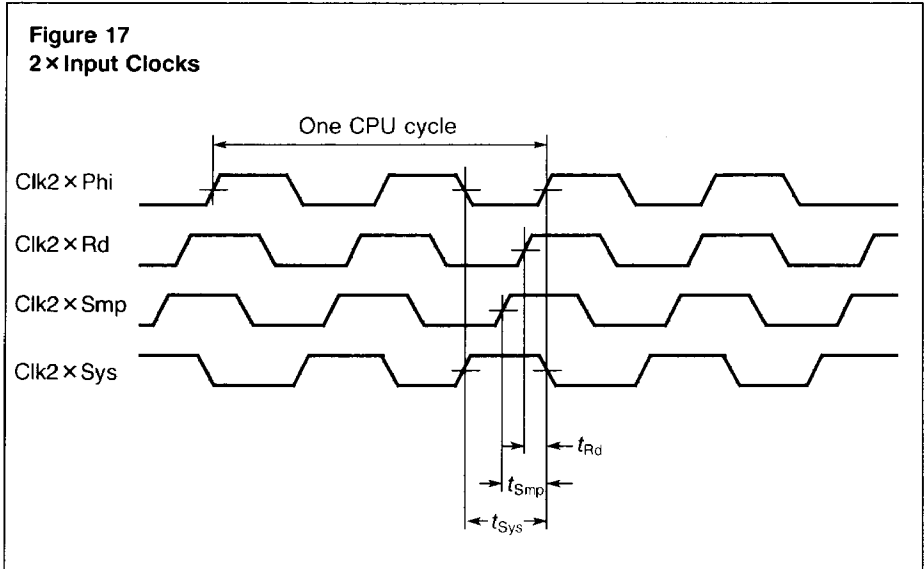 Figure 17
2×Input Clocks
One CPU cycle
Clk2×Phi
Clk2×Rd
Clk2×Smp
Clk2×Sys
tRd
tSmp
tSys